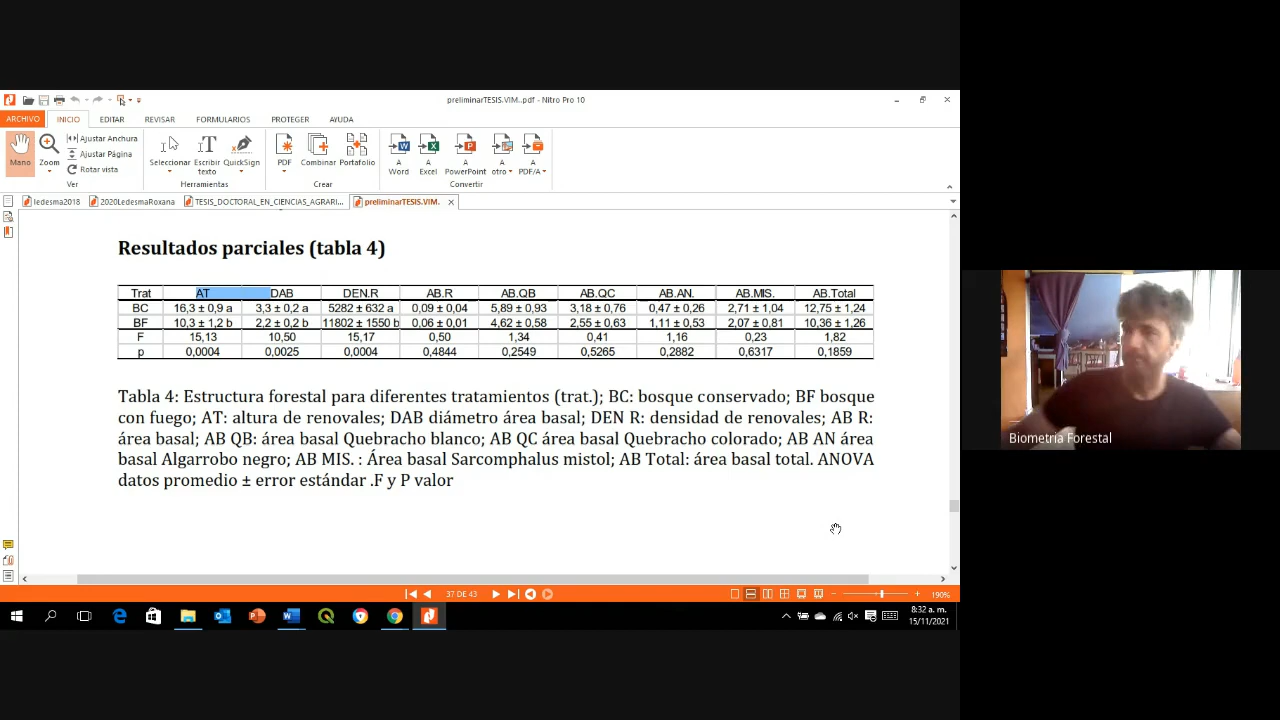 preliminarTESIS.VIM..pdf - Nitro Pro 10
ARCHIVO INICIO EDITAR REVISAR FORMULARIOS PROTEGER AYUDA
Mano Zoom Ajustar Anchura Ajustar Página Rotar vista Seleccionar Escribir texto QuickSign PDF Combinar Portafolio A Word A Excel A PowerPoint A otro A PDF/A
Ver Herramientas Crear Convertir
ledesma2018 2020LedesmaRoxana TESIS_DOCTORAL_EN_CIENCIAS_AGRARI... preliminarTESIS.VIM.
Resultados parciales (tabla 4)
Trat AT DAB DEN.R AB.R AB.QB AB.QC AB.AN. AB.MIS. AB.Total
BC 16,3 ± 0,9 a 3,3 ± 0,2 a 5282 ± 632 a 0,09 ± 0,04 5,89 ± 0,93 3,18 ± 0,76 0,47 ± 0,26 2,71 ± 1,04 12,75 ± 1,24
BF 10,3 ± 1,2 b 2,2 ± 0,2 b 11802 ± 1550 b 0,06 ± 0,01 4,62 ± 0,58 2,55 ± 0,63 1,11 ± 0,53 2,07 ± 0,81 10,36 ± 1,26
F 15,13 10,50 15,17 0,50 1,34 0,41 1,16 0,23 1,82
p 0,0004 0,0025 0,0004 0,4844 0,2549 0,5265 0,2882 0,6317 0,1859
Tabla 4: Estructura forestal para diferentes tratamientos (trat.); BC: bosque conservado; BF bosque
con fuego; AT: altura de renovales; DAB diámetro área basal; DEN R: densidad de renovales; AB R:
área basal; AB QB: área basal Quebracho blanco; AB QC área basal Quebracho colorado; AB AN área
basal Algarrobo negro; AB MIS. : Área basal Sarcomphalus mistol; AB Total: área basal total. ANOVA
datos promedio ± error estándar .F y P valor
Biometria Forestal
37 DE 43
190%
8:32 a. m.
15/11/2021